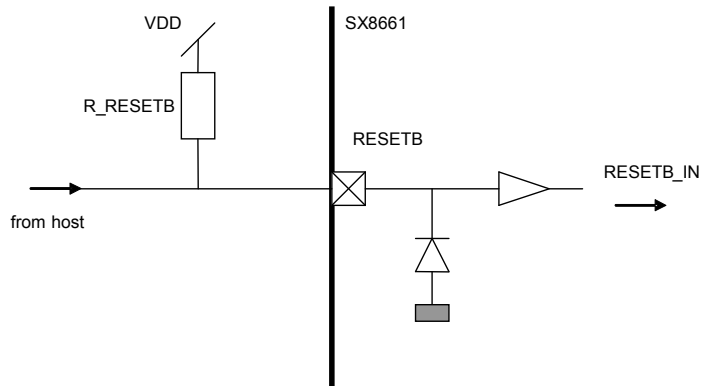 VDD
SX8661
R_RESETB
RESETB
RESETB_IN
from host